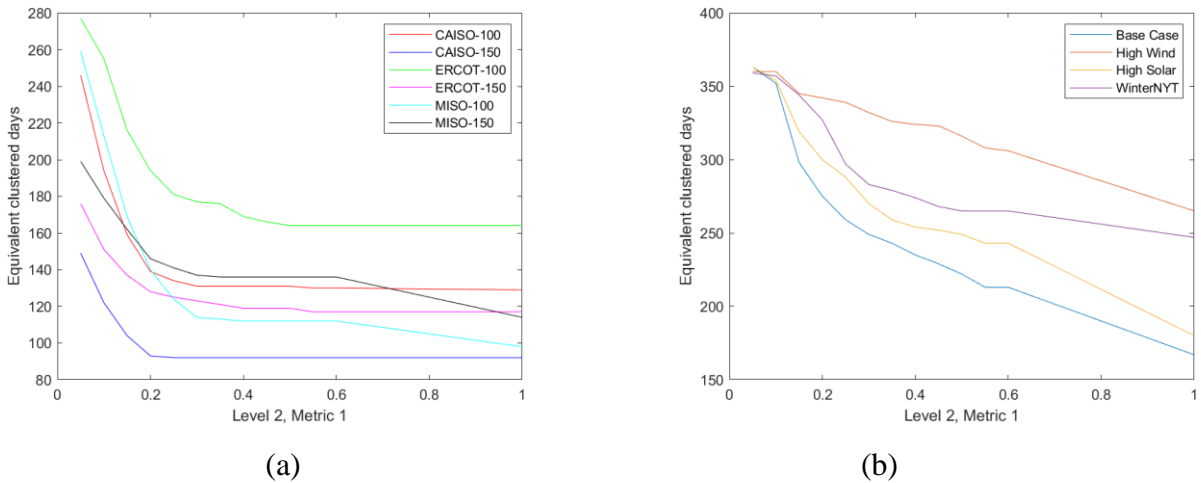 280
260
240
220
200
180
160
140
120
100
80
Equivalent clustered days
0
0.2
0.4
0.6
0.8
1
Level 2, Metric 1
CAISO-100
CAISO-150
ERCOT-100
ERCOT-150
MISO-100
MISO-150
(a)
400
350
300
250
200
150
Equivalent clustered days
0
0.2
0.4
0.6
0.8
1
Level 2, Metric 1
Base Case
High Wind
High Solar
WinterNYT
(b)